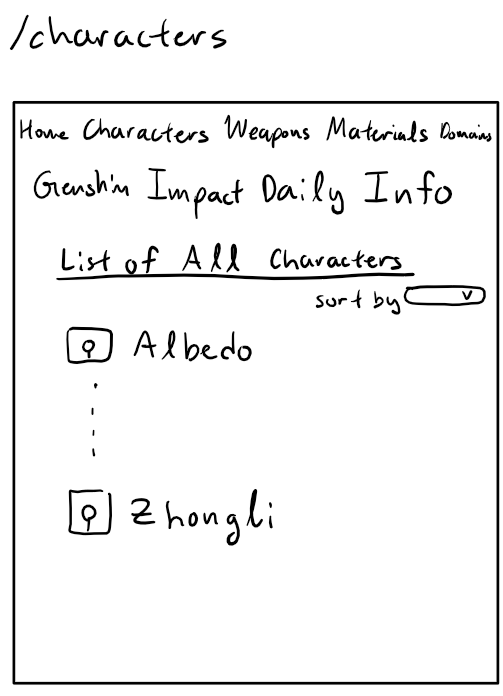 /characters
Home Characters Weapons Materials Domains
Genshin Impact Daily Info
List of All Characters
sort by
Albedo
Zhongli